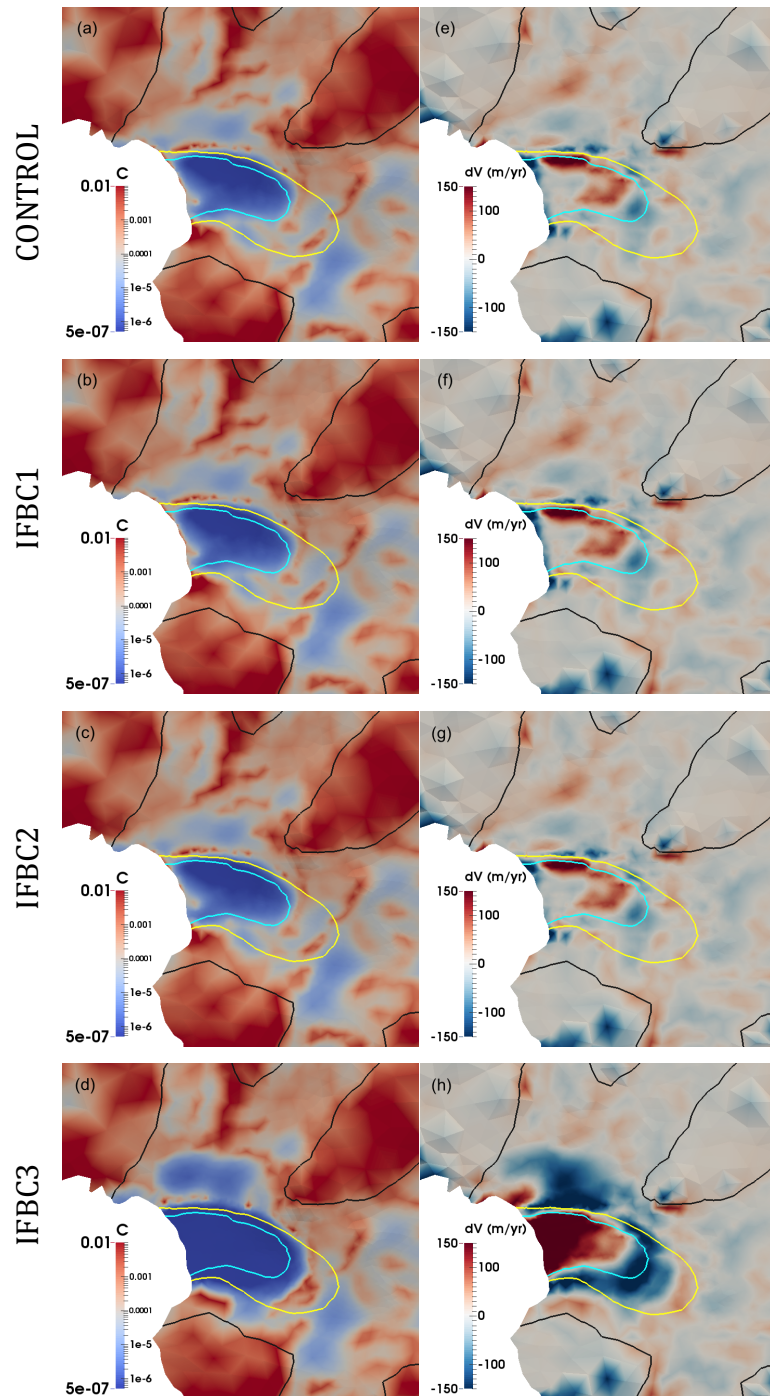 CONTROL
(a)
C
0.01
0.001
0.0001
1e-5
1e-6
5e-07
(e)
dV (m/yr)
150
100
0
-100
-150
IFBC1
(b)
C
0.01
0.001
0.0001
1e-5
1e-6
5e-07
(f)
dV (m/yr)
150
100
0
-100
-150
IFBC2
(c)
C
0.01
0.001
0.0001
1e-5
1e-6
5e-07
(g)
dV (m/yr)
150
100
0
-100
-150
IFBC3
(d)
C
0.01
0.001
0.0001
1e-5
1e-6
5e-07
(h)
dV (m/yr)
150
100
0
-100
-150